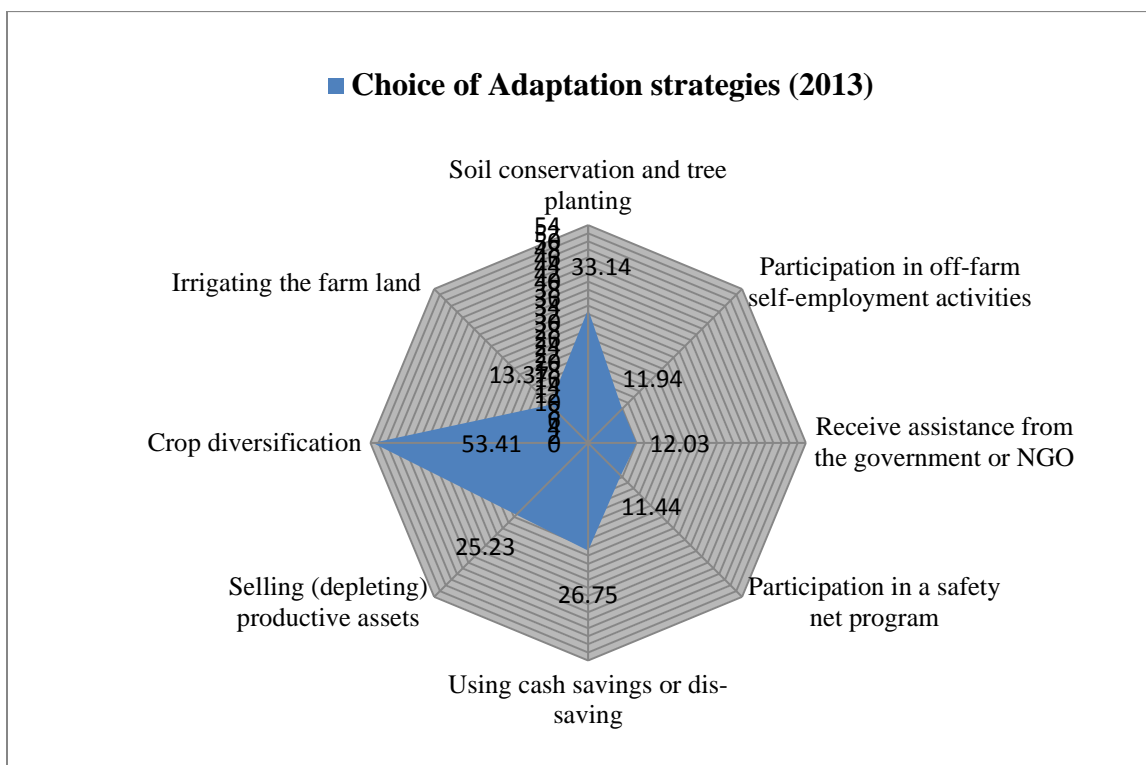 Choice of Adaptation strategies (2013)
Soil conservation and tree
planting
54
33.14
Participation in off-farm
self-employment activities
11.94
Receive assistance from
the government or NGO
12.03
Participation in a safety
net program
11.44
Using cash savings or dis-
saving
26.75
Selling (depleting)
productive assets
25.23
Crop diversification
53.41
Irrigating the farm land
13.37
0